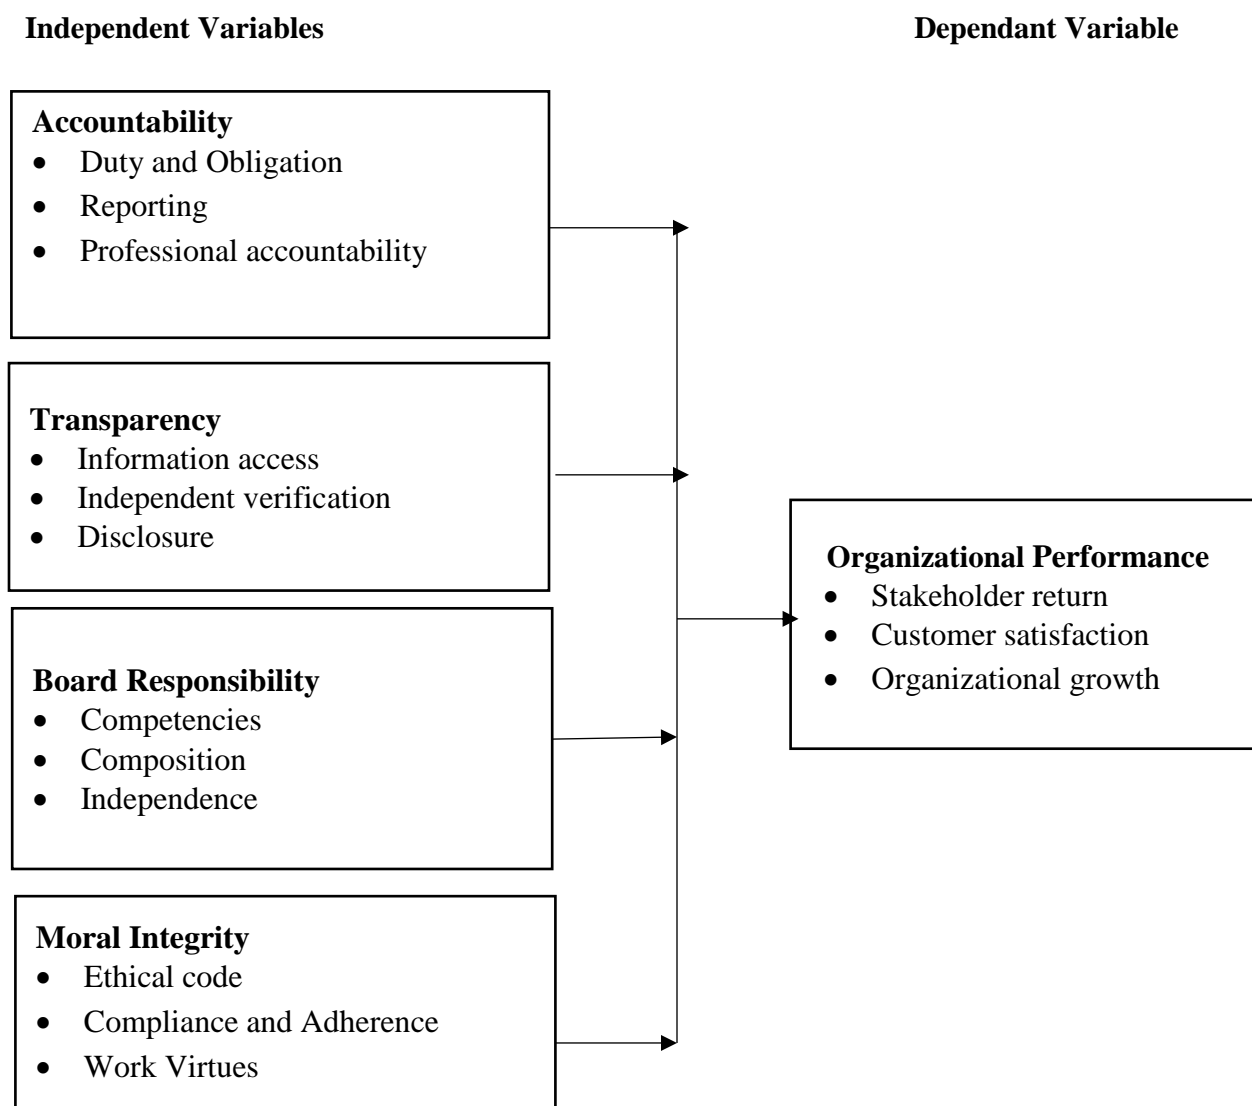 Independent Variables
Dependant Variable
Accountability
• Duty and Obligation
• Reporting
• Professional accountability
Transparency
• Information access
• Independent verification
• Disclosure
Board Responsibility
• Competencies
• Composition
• Independence
Moral Integrity
• Ethical code
• Compliance and Adherence
• Work Virtues
Organizational Performance
• Stakeholder return
• Customer satisfaction
• Organizational growth